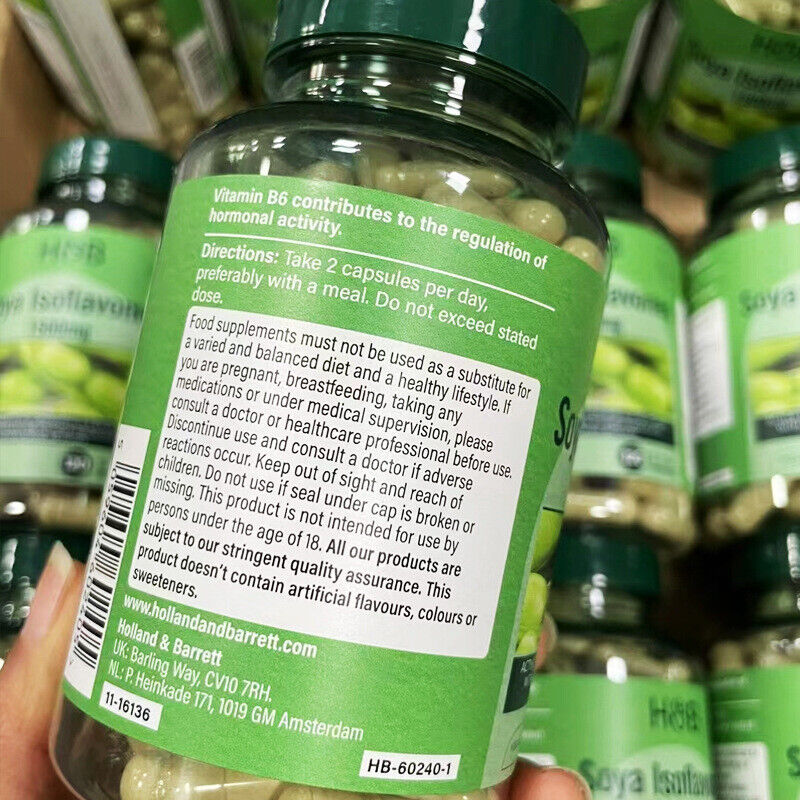 Vitamin B6 contributes to the regulation of
hormonal activity.
Directions: Take 2 capsules per day,
preferably with a meal. Do not exceed stated
dose.
Food supplements must not be used as a substitute for
a varied and balanced diet and a healthy lifestyle. If
you are pregnant, breastfeeding, taking any
medications or under medical supervision, please
consult a doctor or healthcare professional before use.
Discontinue use and consult a doctor if adverse
reactions occur. Keep out of sight and reach of
children. Do not use if seal under cap is broken or
missing. This product is not intended for use by
persons under the age of 18. All our products are
subject to our stringent quality assurance. This
product doesn't contain artificial flavours, colours or
sweeteners.
www.hollandandbarrett.com
Holland & Barrett
UK: Barling Way, CV10 7RH,
NL: P. Heinkade 171, 1019 GM Amsterdam
11-16136
HB-60240-1
H&B
Soya Isoflavone
H&B
Soya